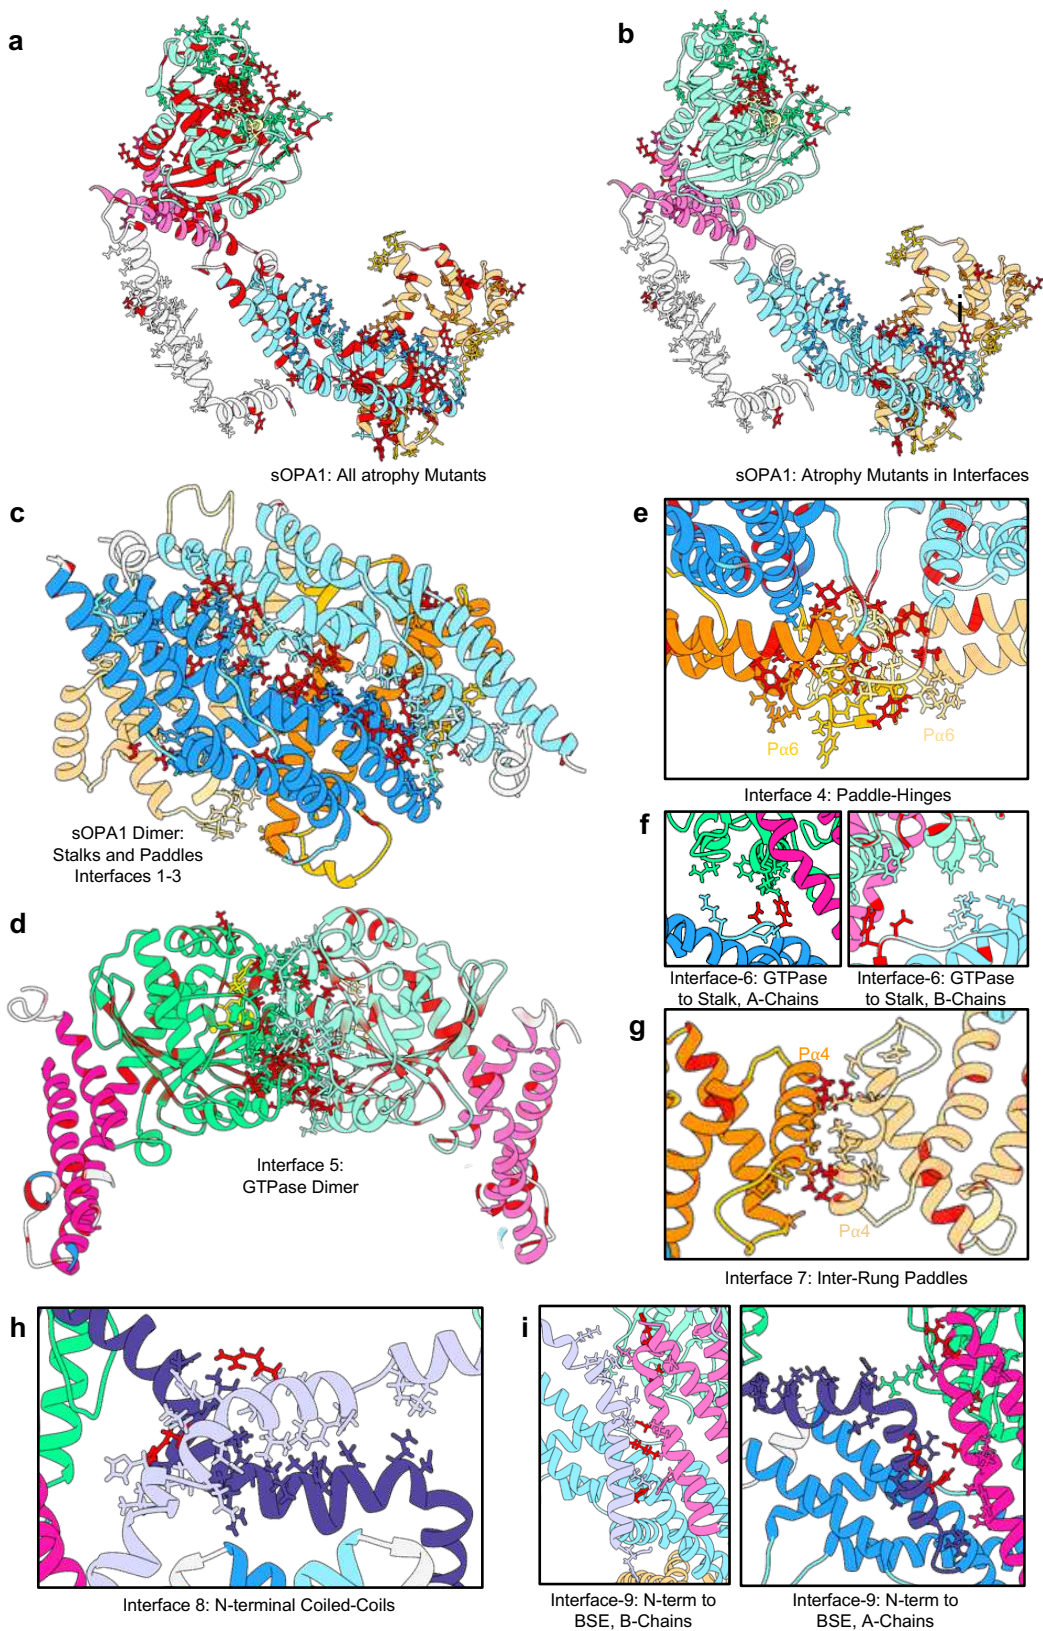 a
b
i
sOPA1: All atrophy Mutants
sOPA1: Atrophy Mutants in Interfaces
c
sOPA1 Dimer:
Stalks and Paddles
Interfaces 1-3
e
Pα6
Pα6
Interface 4: Paddle-Hinges
f
Interface-6: GTPase
to Stalk, A-Chains
Interface-6: GTPase
to Stalk, B-Chains
d
Interface 5:
GTPase Dimer
g
Pα4
Pα4
Interface 7: Inter-Rung Paddles
h
Interface 8: N-terminal Coiled-Coils
i
Interface-9: N-term to
BSE, B-Chains
Interface-9: N-term to
BSE, A-Chains